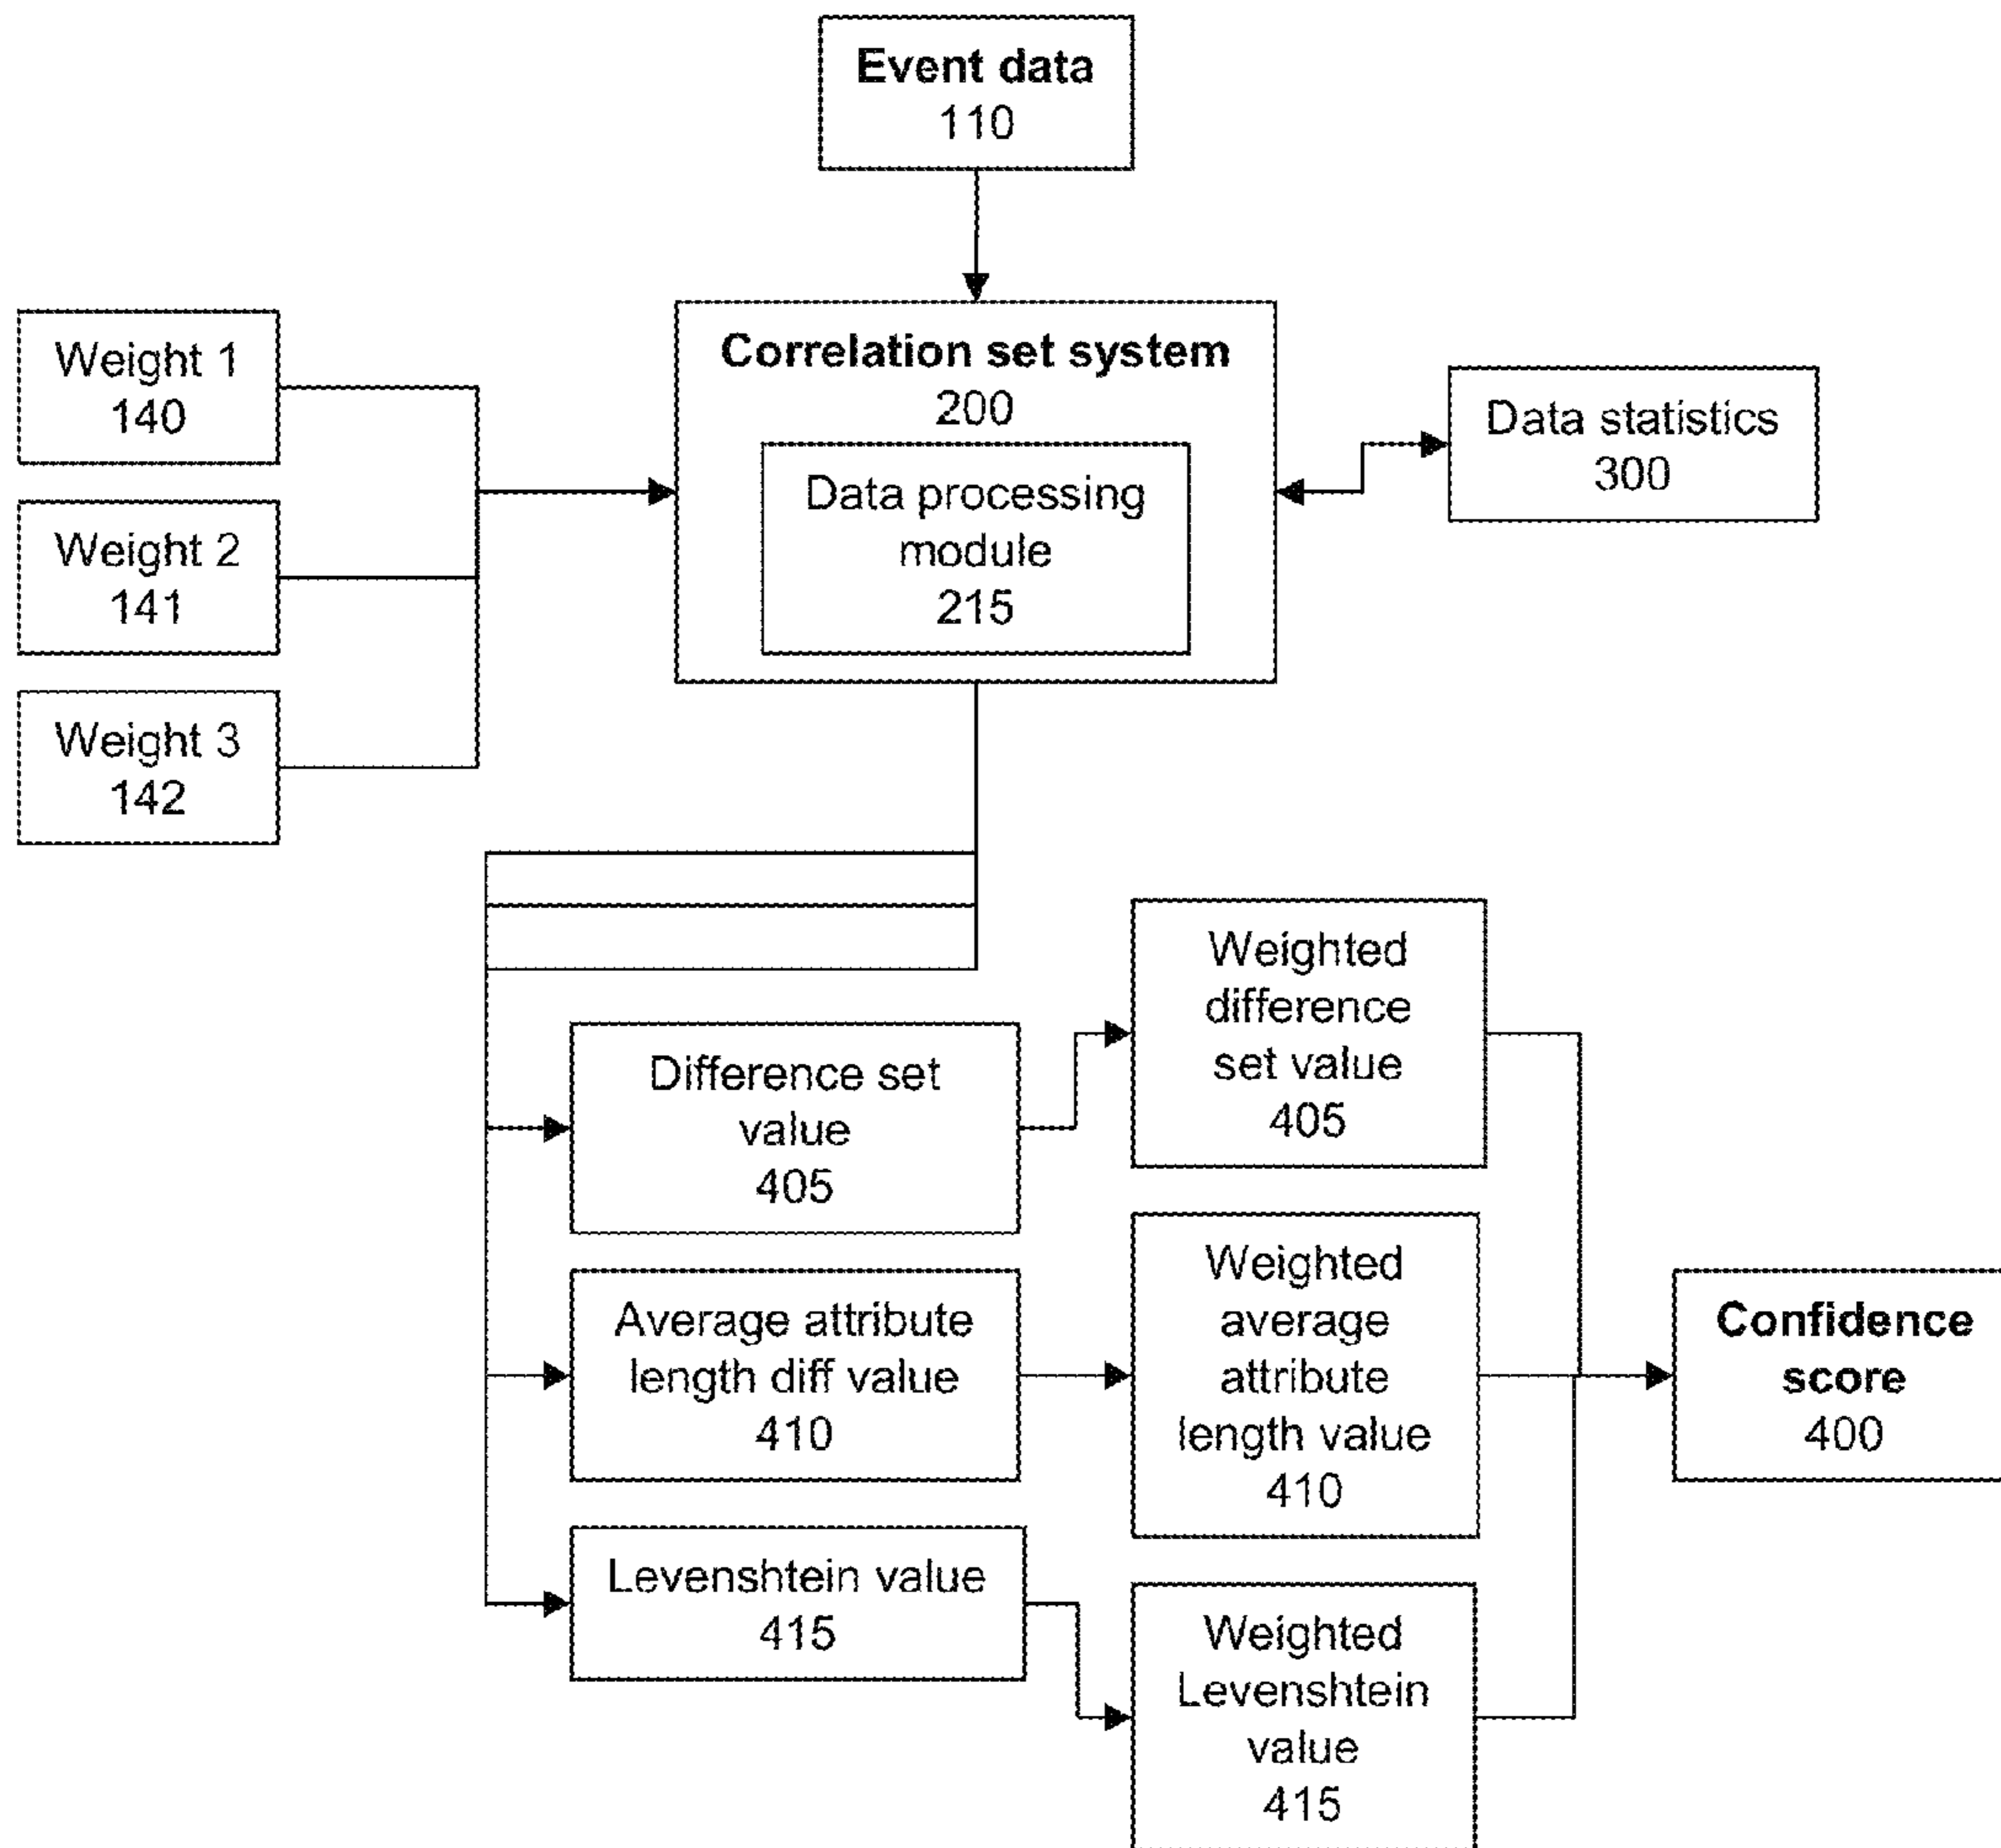 Event data
110
Weight 1
140
Weight 2
141
Weight 3
142
Correlation set system
200
Data processing
module
215
Data statistics
300
Difference set
value
405
Weighted
difference
set value
405
Average attribute
length diff value
410
Weighted
average
attribute
length value
410
Levenshtein value
415
Weighted
Levenshtein
value
415
Confidence
score
400